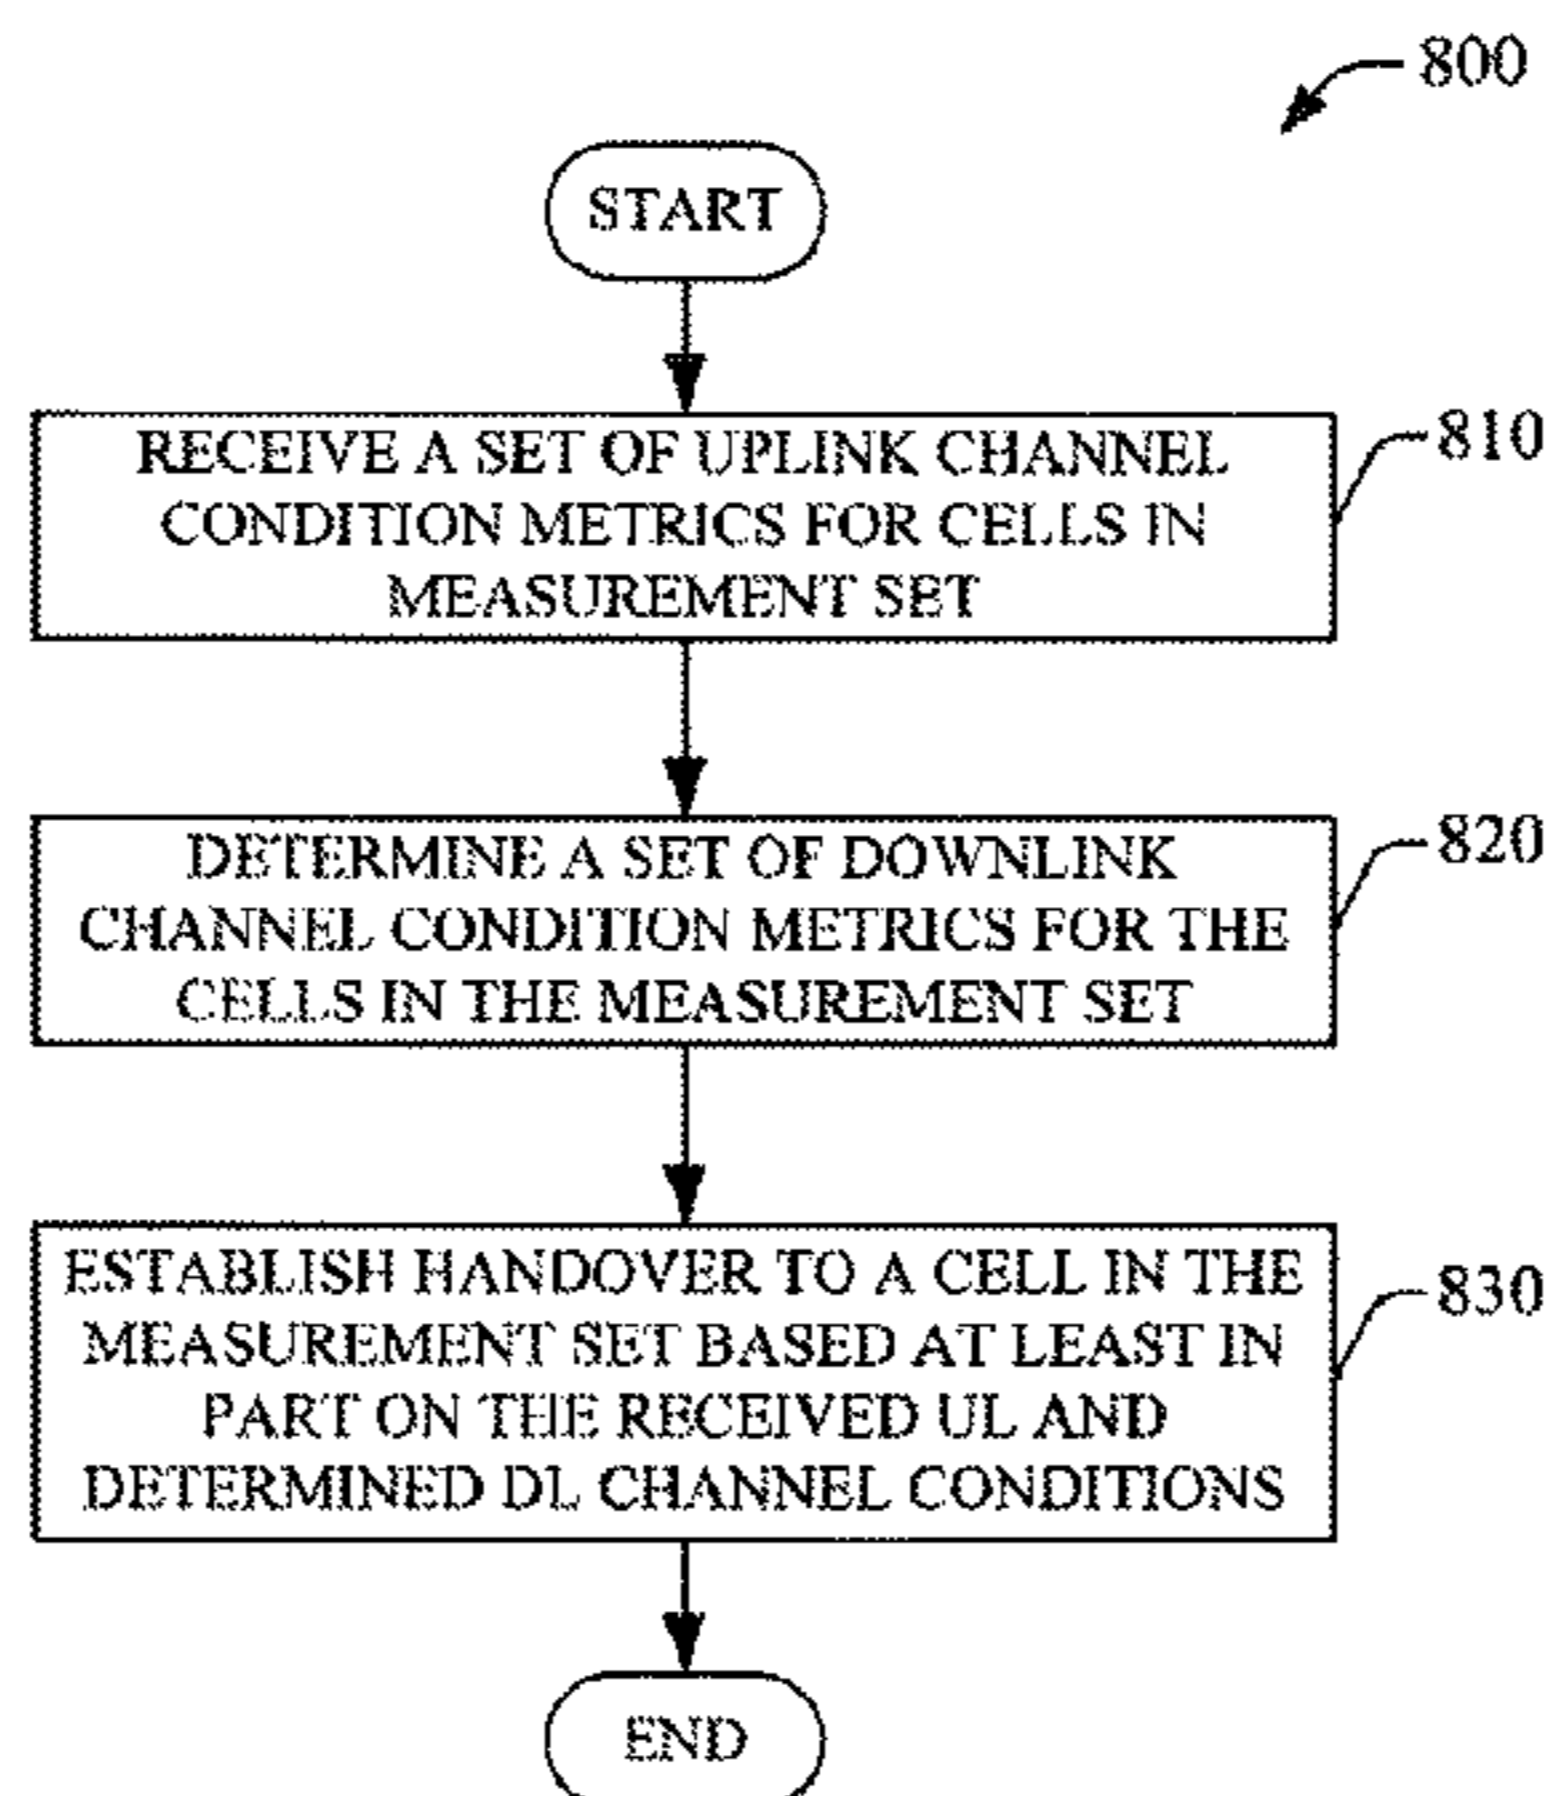 800
START
RECEIVE A SET OF UPLINK CHANNEL
CONDITION METRICS FOR CELLS IN
MEASUREMENT SET
810
DETERMINE A SET OF DOWNLINK
CHANNEL CONDITION METRICS FOR THE
CELLS IN THE MEASUREMENT SET
820
ESTABLISH HANDOVER TO A CELL IN THE
MEASUREMENT SET BASED AT LEAST IN
PART ON THE RECEIVED UL AND
DETERMINED DL CHANNEL CONDITIONS
830
END